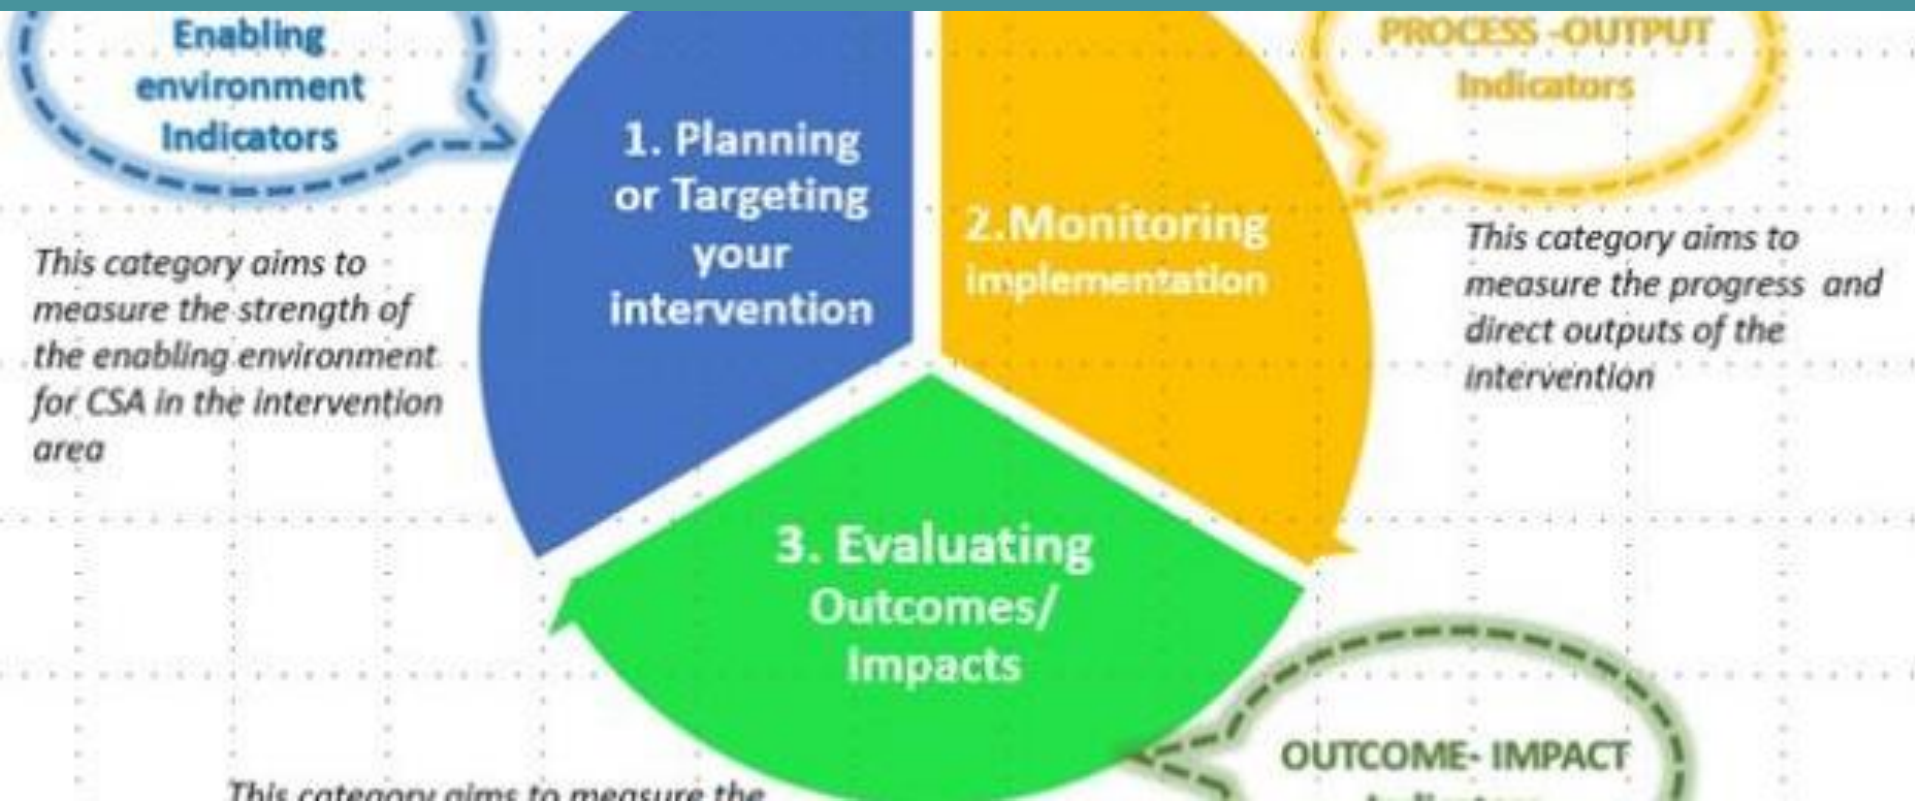 Enabling
environment
Indicators
This category aims to
measure the strength of
the enabling environment
for CSA in the intervention
area
1. Planning
or Targeting
your
intervention
2.Monitoring
implementation
PROCESS -OUTPUT
Indicators
This category aims to
measure the progress and
direct outputs of the
intervention
3. Evaluating
Outcomes/
Impacts
OUTCOME- IMPACT
This category aims to measure the